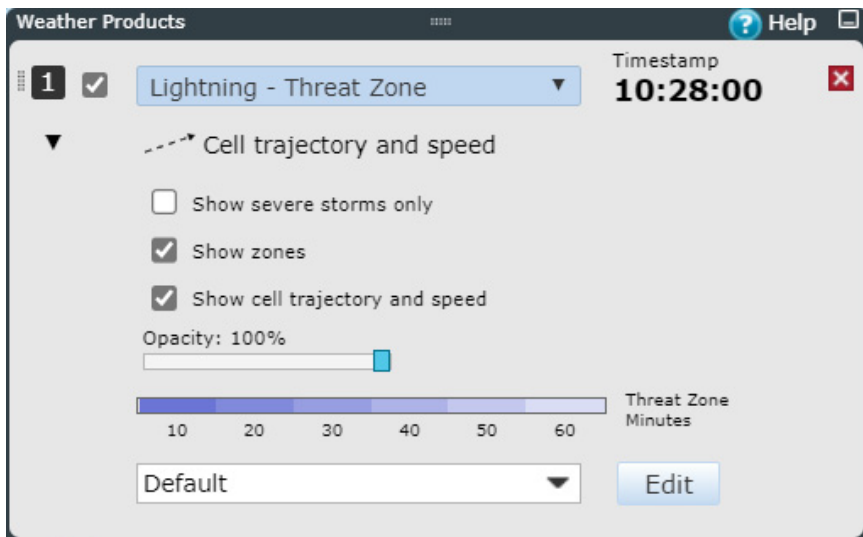 Weather Products
Help
1
Lightning - Threat Zone
Timestamp
10:28:00
Cell trajectory and speed
Show severe storms only
Show zones
Show cell trajectory and speed
Opacity: 100%
Threat Zone
Minutes
10 20 30 40 50 60
Default
Edit